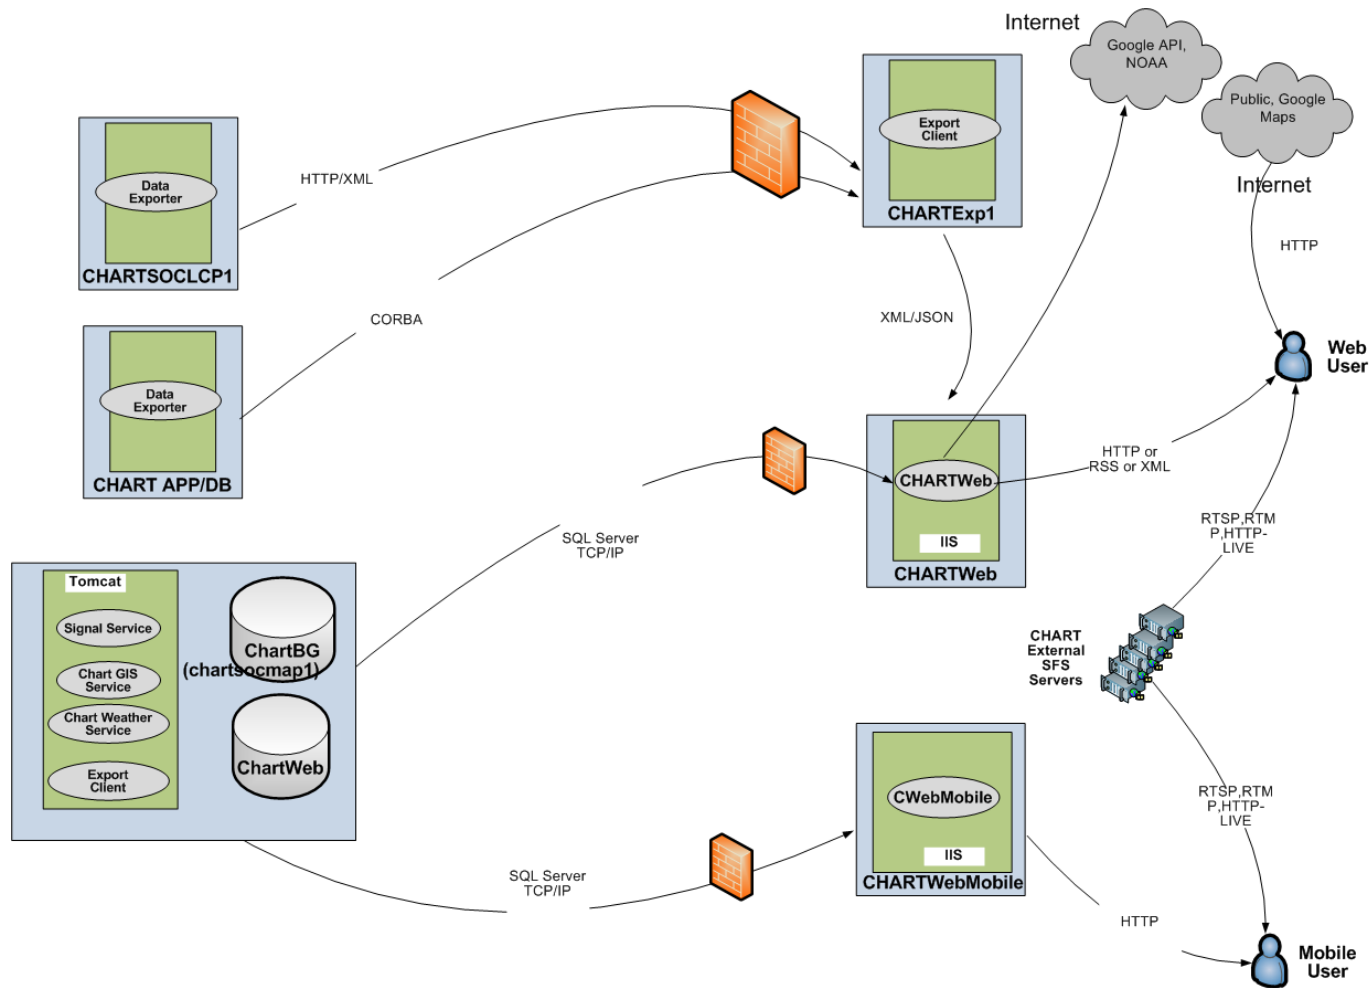 Internet
Google API,
NOAA
Public, Google
Maps
Internet
HTTP
Export
Client
CHARTExp1
Data
Exporter
CHARTSOCLCP1
HTTP/XML
CORBA
XML/JSON
Data
Exporter
CHART APP/DB
Web
User
CHARTWeb
IIS
CHARTWeb
HTTP or
RSS or XML
SQL Server
TCP/IP
RTSP,RTM
P,HTTP-
LIVE
Tomcat
Signal Service
Chart GIS
Service
Chart Weather
Service
Export
Client
ChartBG
(chartsocmap1)
ChartWeb
CHART
External
SFS
Servers
CWebMobile
IIS
CHARTWebMobile
RTSP,RTM
P,HTTP-
LIVE
SQL Server
TCP/IP
HTTP
Mobile
User